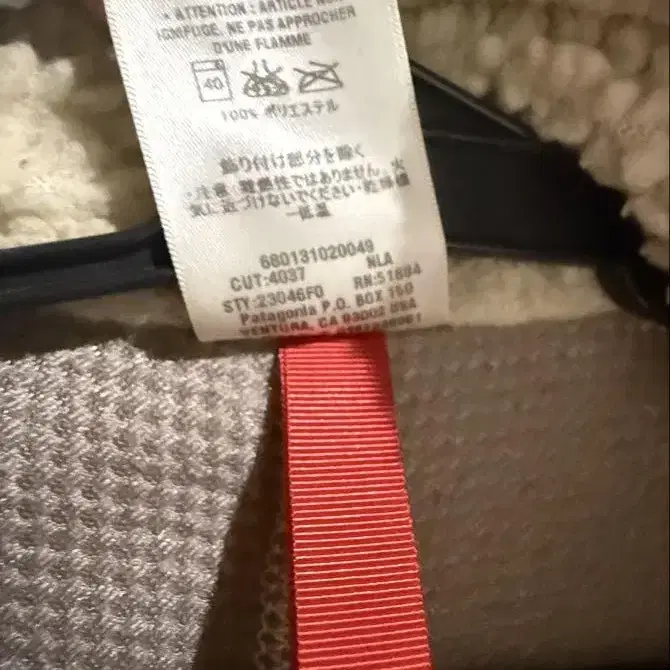 • ATTENTION : ARTICLE NON
IGNIFUGE. NE PAS APPROCHER
D'UNE FLAMME
40
100% ポリエステル
飾り付け部分を除く
・注意 難燃性ではありません。火
気に近づけないでください・乾燥機
－低温
680131020049
CUT:4037 NLA
STY:23046F0 RN:51884
Patagonia P.O. BOX 150
VENTURA, CA 93002 USA